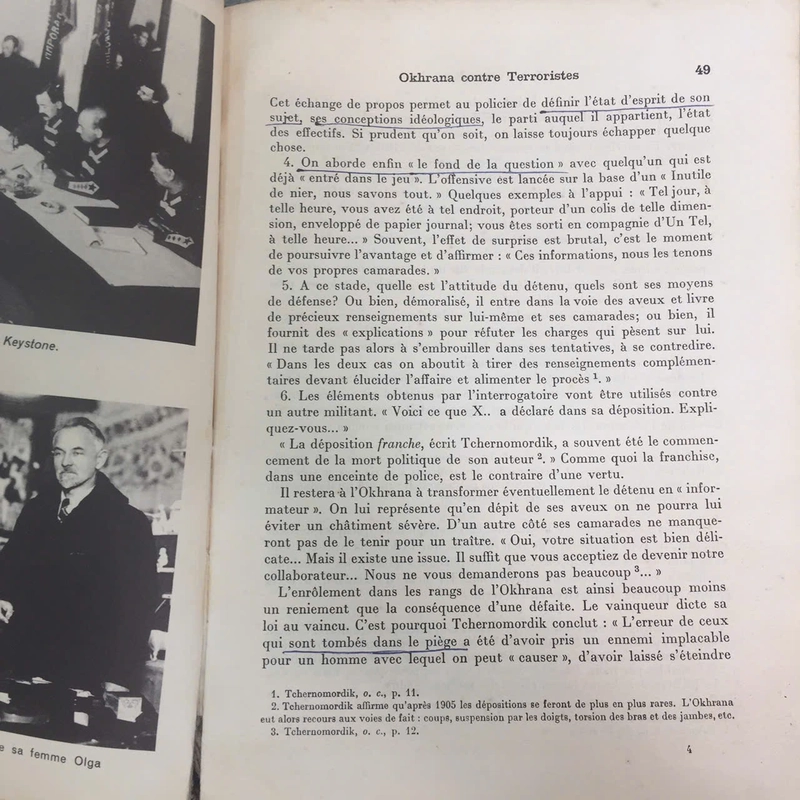 ПАРОХОД
Keystone.
e sa femme Olga
Okhrana contre Terroristes
49
Cet échange de propos permet au policier de définir l'état d'esprit de son
sujet, ses conceptions idéologiques, le parti auquel il appartient, l'état
des effectifs. Si prudent qu'on soit, on laisse toujours échapper quelque
chose.
4. On aborde enfin « le fond de la question » avec quelqu'un qui est
déjà « entré dans le jeu ». L'offensive est lancée sur la base d'un « Inutile
de nier, nous savons tout. » Quelques exemples à l'appui : « Tel jour, à
telle heure, vous avez été à tel endroit, porteur d'un colis de telle dimen-
sion, enveloppé de papier journal; vous êtes sorti en compagnie d'Un Tel,
à telle heure... » Souvent, l'effet de surprise est brutal, c'est le moment
de poursuivre l'avantage et d'affirmer : « Ces informations, nous les tenons
de vos propres camarades. »
5. A ce stade, quelle est l'attitude du détenu, quels sont ses moyens
de défense? Ou bien, démoralisé, il entre dans la voie des aveux et livre
de précieux renseignements sur lui-même et ses camarades; ou bien, il
fournit des « explications » pour réfuter les charges qui pèsent sur lui.
Il ne tarde pas alors à s'embrouiller dans ses tentatives, à se contredire.
« Dans les deux cas on aboutit à tirer des renseignements complémen-
taires devant élucider l'affaire et alimenter le procès ¹. »
6. Les éléments obtenus par l'interrogatoire vont être utilisés contre
un autre militant. « Voici ce que X.. a déclaré dans sa déposition. Expli-
quez-vous... »
« La déposition franche, écrit Tchernomordik, a souvent été le commen-
cement de la mort politique de son auteur ². » Comme quoi la franchise,
dans une enceinte de police, est le contraire d'une vertu.
Il restera à l'Okhrana à transformer éventuellement le détenu en « infor-
mateur ». On lui représente qu'en dépit de ses aveux on ne pourra lui
éviter un châtiment sévère. D'un autre côté ses camarades ne manque-
ront pas de le tenir pour un traître. « Oui, votre situation est bien déli-
cate... Mais il existe une issue. Il suffit que vous acceptiez de devenir notre
collaborateur... Nous ne vous demanderons pas beaucoup ³... »
L'enrôlement dans les rangs de l'Okhrana est ainsi beaucoup moins
un reniement que la conséquence d'une défaite. Le vainqueur dicte sa
loi au vaincu. C'est pourquoi Tchernomordik conclut : « L'erreur de ceux
qui sont tombés dans le piège a été d'avoir pris un ennemi implacable
pour un homme avec lequel on peut « causer », d'avoir laissé s'éteindre
1. Tchernomordik, o. c., p. 11.
2. Tchernomordik affirme qu'après 1905 les dépositions se feront de plus en plus rares. L'Okhrana
eut alors recours aux voies de fait : coups, suspension par les doigts, torsion des bras et des jambes, etc.
3. Tchernomordik, o. c., p. 12.
4